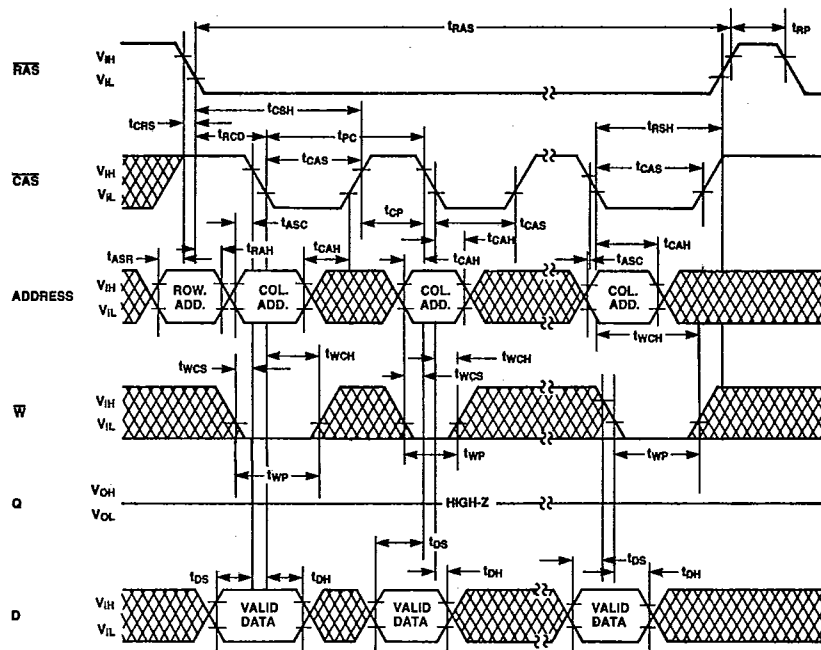 tRAS
tRP
RAS
VIH
VIL
tCSH
tCRS
tRCD
tPC
tRSH
tCAS
tCAS
CAS
VIH
VIL
tCP
tCAS
tASC
tASR
tRAH
tCAH
tCAH
tCAH
tASC
tCAH
ADDRESS
VIH
VIL
ROW. ADD.
COL. ADD.
COL. ADD.
COL. ADD.
tWCH
tWCS
tWCH
tWCS
tWCH
W
VIH
VIL
tWP
tWP
tWP
Q
VOH
VOL
HIGH-Z
tDS
tDS
tDH
tDH
tDS
tDH
D
VIH
VIL
VALID DATA
VALID DATA
VALID DATA